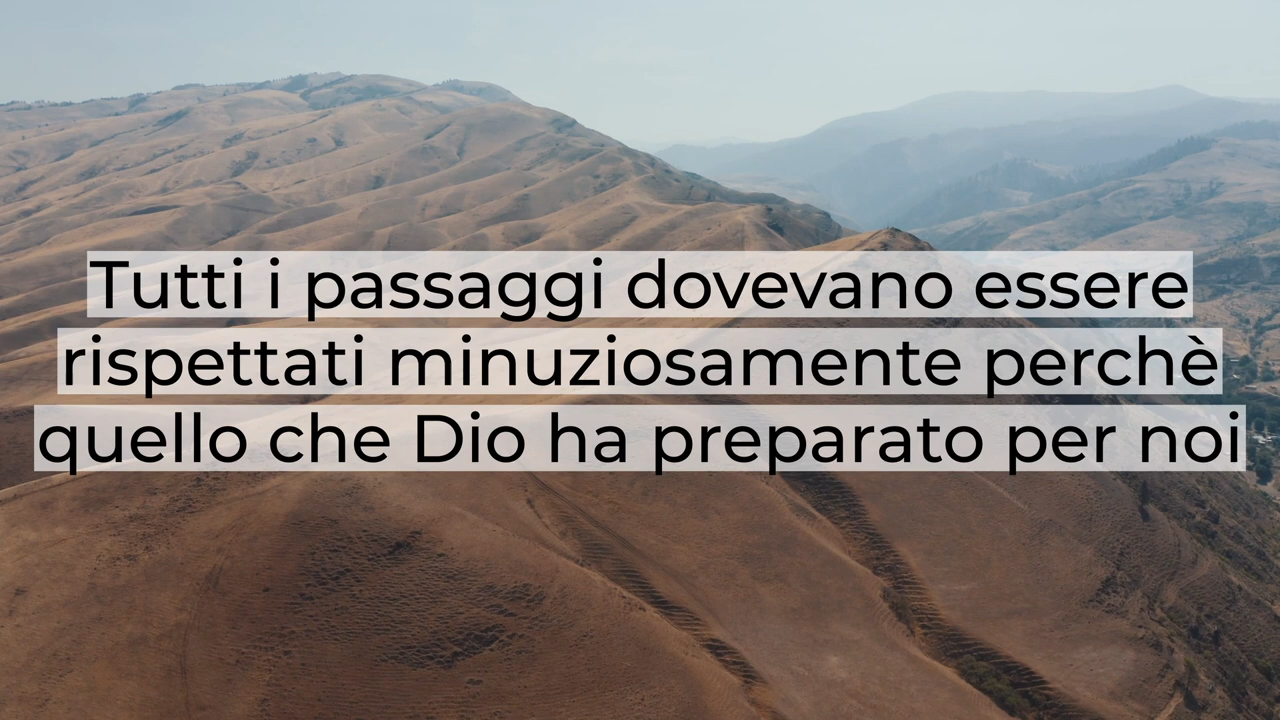 Tutti i passaggi dovevano essere
rispettati minuziosamente perchè
quello che Dio ha preparato per noi